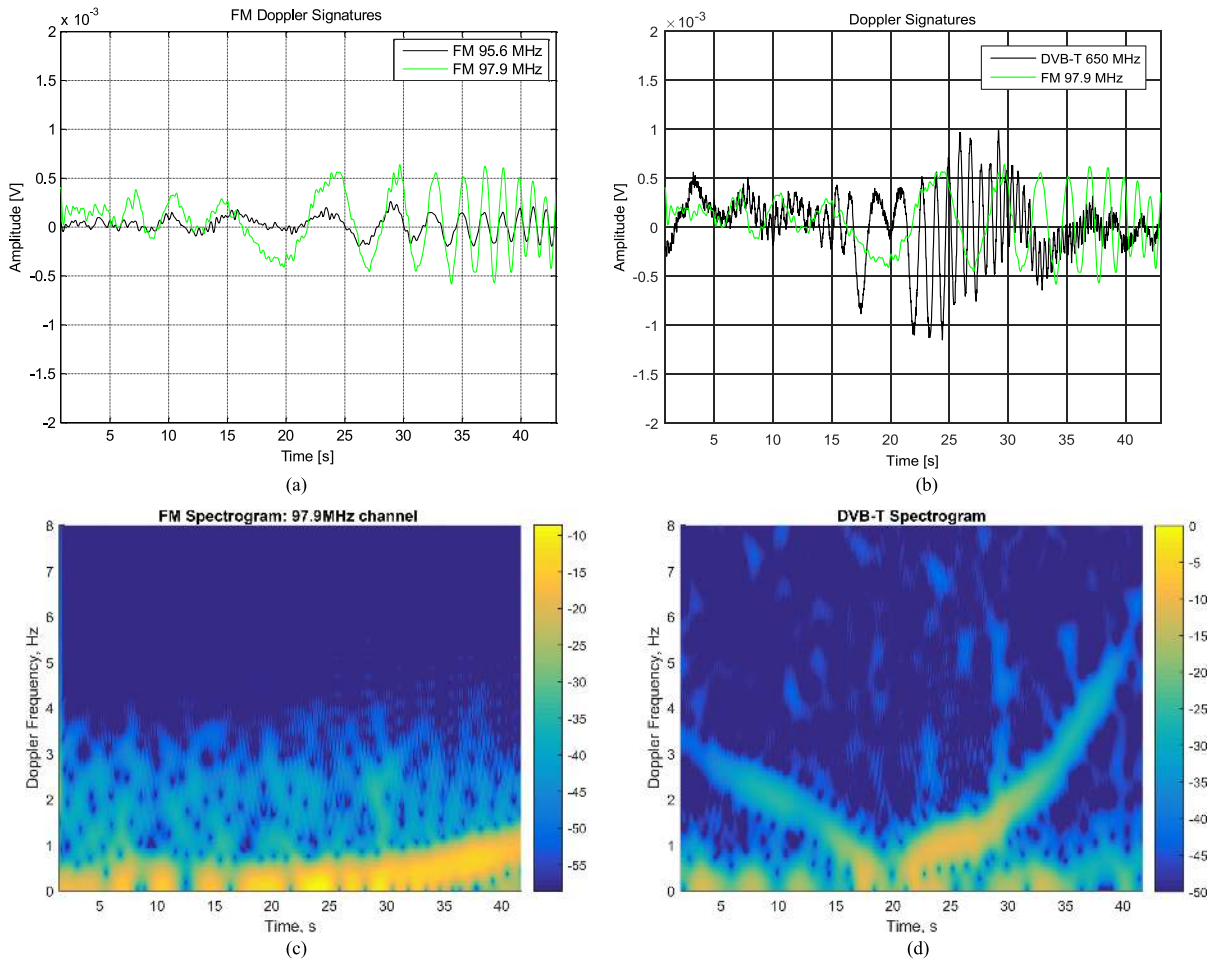 FM Doppler Signatures
x 10-3
FM 95.6 MHz
FM 97.9 MHz
2
1.5
1
0.5
0
-0.5
-1
-1.5
-2
Amplitude [V]
5 10 15 20 25 30 35 40
Time [s]
(a)
Doppler Signatures
×10-3
DVB-T 650 MHz
FM 97.9 MHz
2
1.5
1
0.5
0
-0.5
-1
-1.5
-2
Amplitude [V]
5 10 15 20 25 30 35 40
Time [s]
(b)
FM Spectrogram: 97.9MHz channel
8
7
6
5
4
3
2
1
0
Doppler Frequency, Hz
5 10 15 20 25 30 35 40
Time, s
-10
-15
-20
-25
-30
-35
-40
-45
-50
-55
(c)
DVB-T Spectrogram
8
7
6
5
4
3
2
1
0
Doppler Frequency, Hz
5 10 15 20 25 30 35 40
Time, s
0
-5
-10
-15
-20
-25
-30
-35
-40
-45
-50
(d)